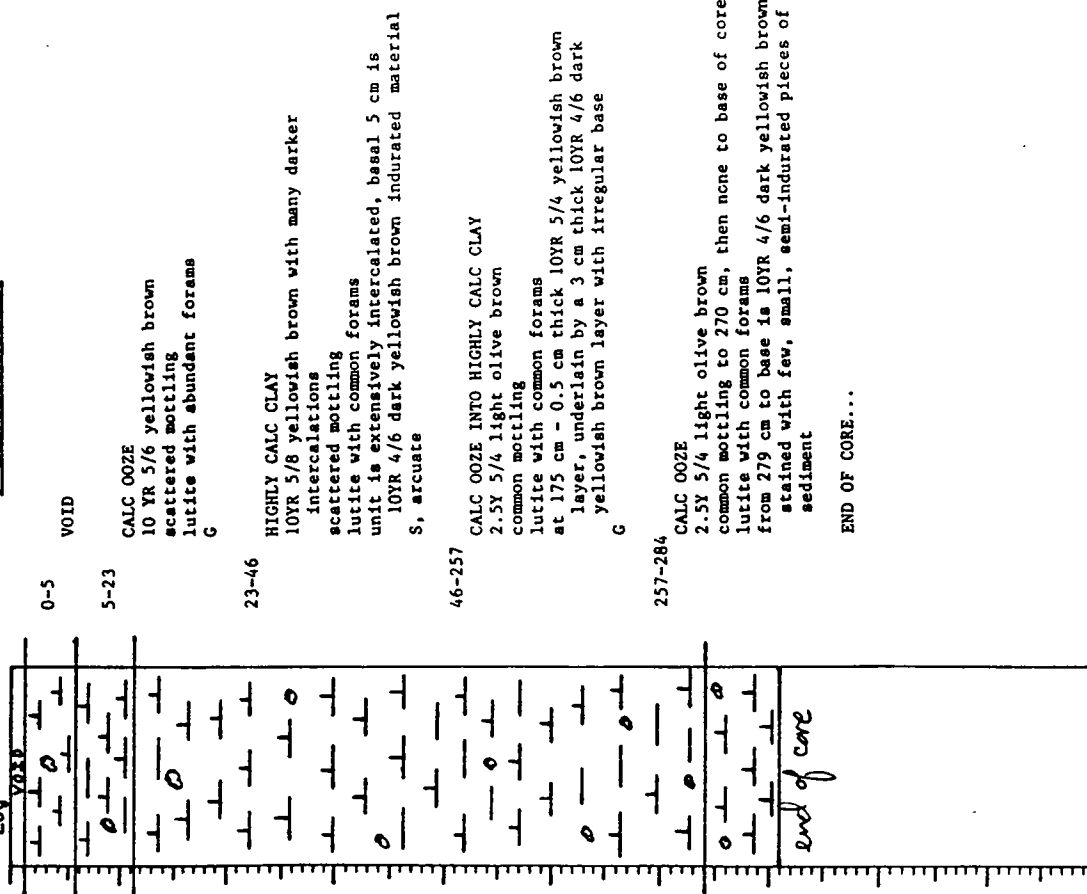 Log
VOID
0-5 VOID
5-23 CALC OOZE
10 YR 5/6 yellowish brown
scattered mottling
lutite with abundant forams
G
23-46 HIGHLY CALC CLAY
10YR 5/8 yellowish brown with many darker
intercalations
scattered mottling
lutite with common forams
unit is extensively intercalated, basal 5 cm is
10YR 4/6 dark yellowish brown indurated material
S, arcuate
46-257 CALC OOZE INTO HIGHLY CALC CLAY
2.5Y 5/4 light olive brown
common mottling
lutite with common forams
at 175 cm - 0.5 cm thick 10YR 5/4 yellowish brown
layer, underlain by a 3 cm thick 10YR 4/6 dark
yellowish brown layer with irregular base
G
257-284 CALC OOZE
2.5Y 5/4 light olive brown
common mottling to 270 cm, then none to base of core
lutite with common forams
from 279 cm to base is 10YR 4/6 dark yellowish brown
stained with few, small, semi-indurated pieces of
sediment
END OF CORE...
end of core